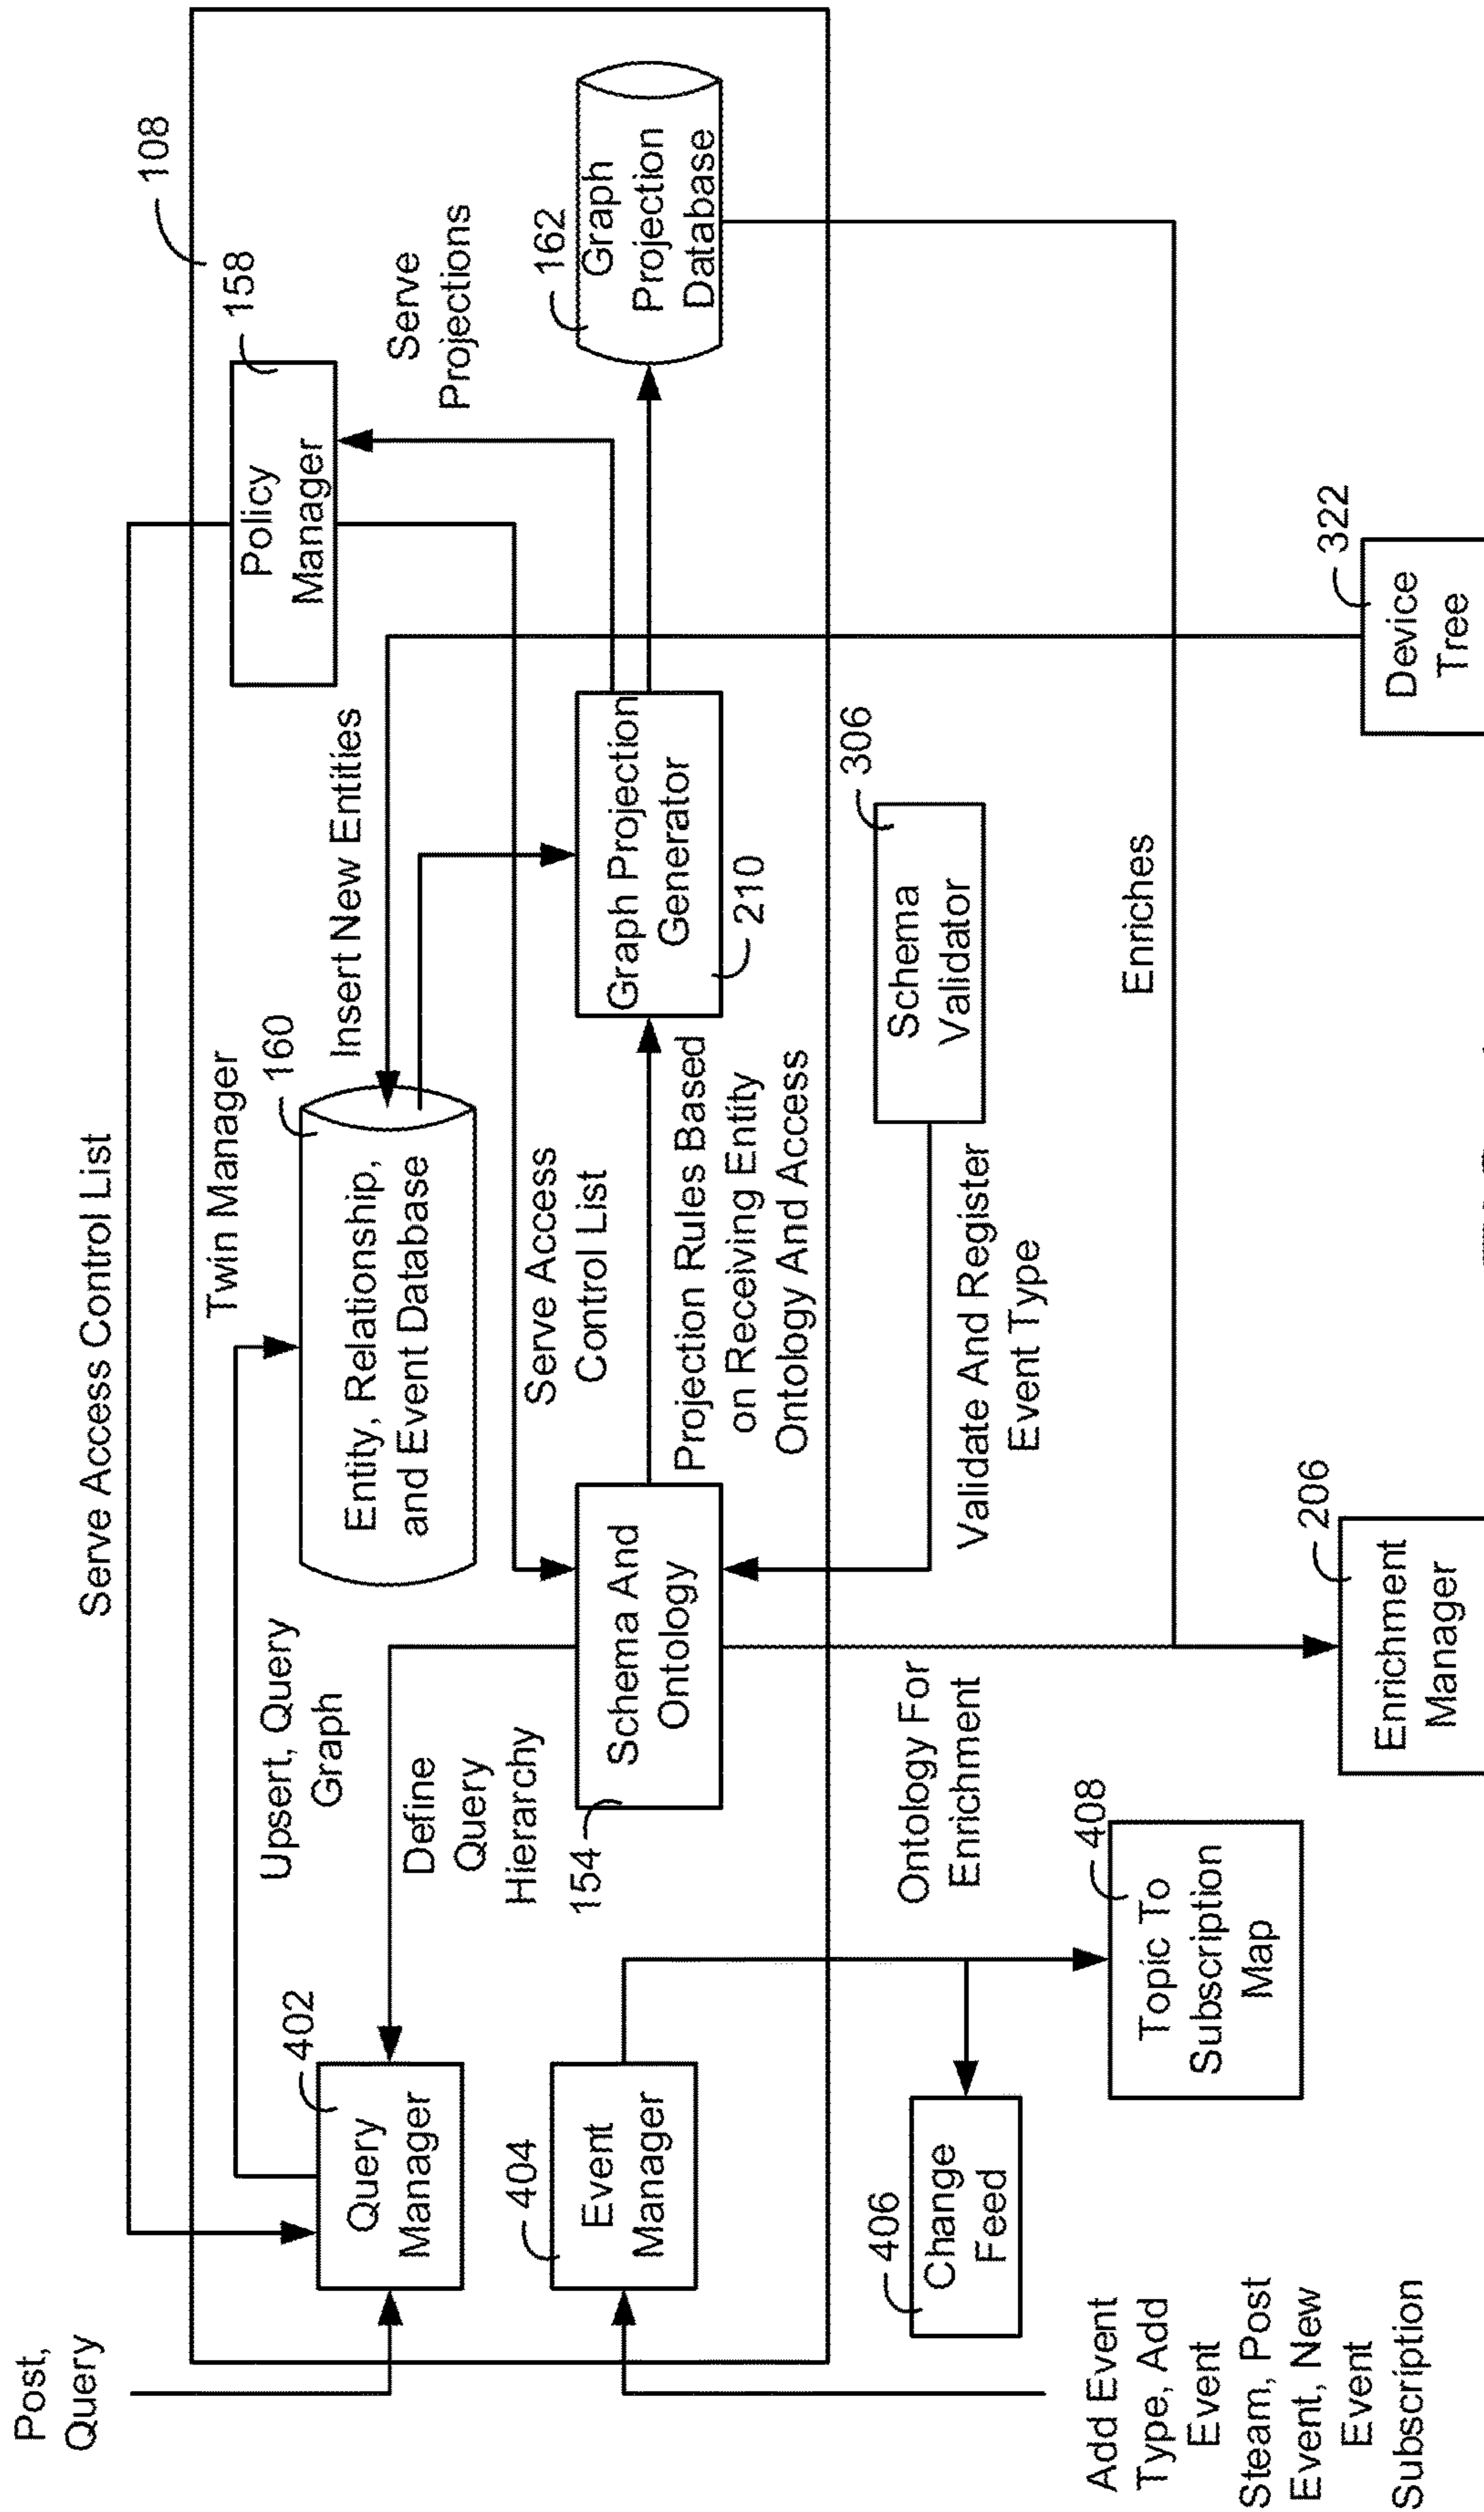 Post,
Query
Serve Access Control List
108
Twin Manager
Upsert, Query
Graph
402
Query
Manager
Define
Query
Hierarchy
160
Entity, Relationship,
and Event Database
Insert New Entities
158
Policy
Manager
Serve
Projections
Serve Access
Control List
404
Event
Manager
154
Schema And
Ontology
Projection Rules Based
on Receiving Entity
Ontology And Access
Graph Projection
Generator
210
162
Graph
Projection
Database
306
Schema
Validator
Validate And Register
Event Type
Ontology For
Enrichment
Enriches
406
Change
Feed
408
Topic To
Subscription
Map
206
Enrichment
Manager
322
Device
Tree
Add Event
Type, Add
Event
Steam, Post
Event, New
Event
Subscription